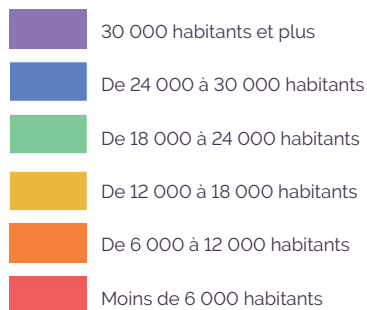 30 000 habitants et plus
De 24 000 à 30 000 habitants
De 18 000 à 24 000 habitants
De 12 000 à 18 000 habitants
De 6 000 à 12 000 habitants
Moins de 6 000 habitants